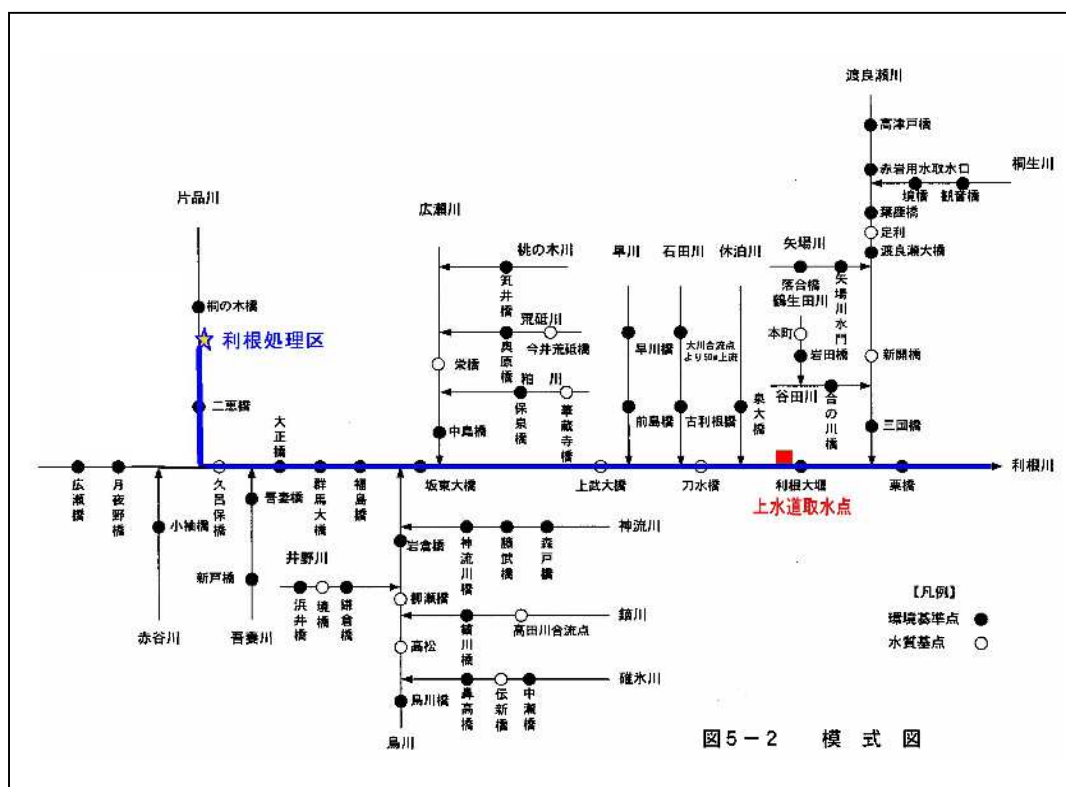 渡良瀬川
高津戸橋
赤岩用水取水口
桐生川
境橋
観音橋
葉鹿橋
足利
渡良瀬大橋
片品川
桐の木橋
利根処理区
二恵橋
広瀬川
桃の木川
筑井橋
荒砥川
奥原橋
今井荒砥橋
栄橋
粕川
保泉橋
華蔵寺橋
中島橋
早川
早川橋
前島橋
石田川
大川合流点
より50m上流
古利根橋
休泊川
泉大橋
矢場川
落合橋
矢場川水門
鶴生田川
本町
岩田橋
谷田川
合の川橋
新開橋
三国橋
広瀬橋
月夜野橋
久呂保橋
大正橋
群馬大橋
福島橋
坂東大橋
上武大橋
刀水橋
利根大堰
栗橋
利根川
上水道取水点
小袖橋
赤谷川
吾妻橋
新戸橋
吾妻川
井野川
浜井橋
境橋
鎌倉橋
岩倉橋
柳瀬橋
高松
烏川橋
烏川
神流川
神流川橋
藤武橋
森戸橋
鏑川
鏑川橋
高田川合流点
碓氷川
鼻高橋
伝新橋
中瀬橋
【凡例】
環境基準点 ●
水質基点 ○
図5－2 模式図